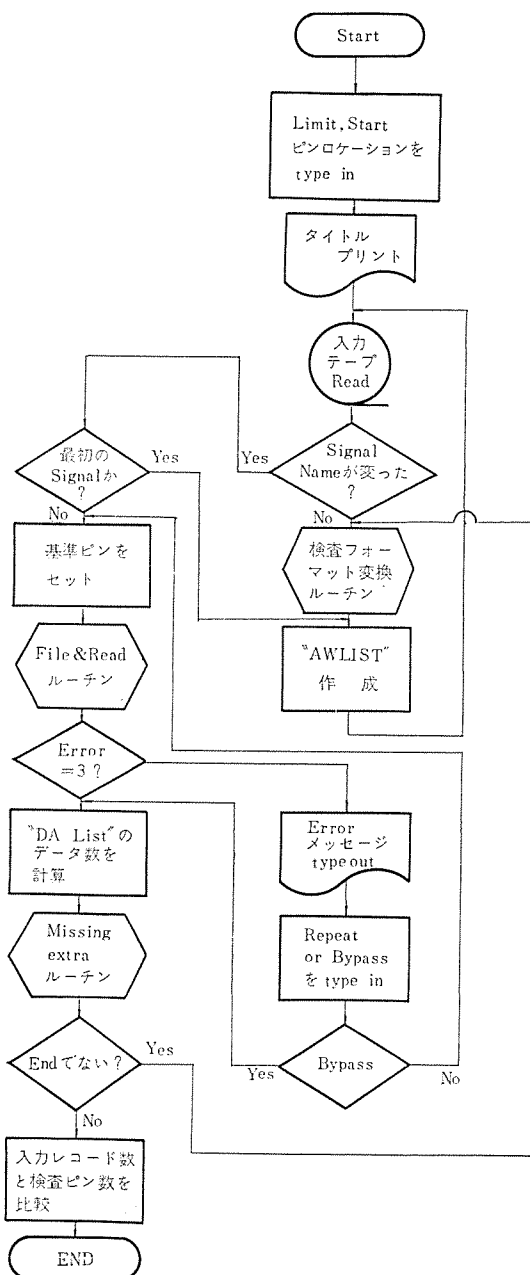 Start
Limit, Start
ピンロケーションを
type in
タイトル
プリント
入力
テープ
Read
Signal
Nameが変った
?
Yes
No
最初の
Signalか
?
Yes
No
検査フォー
マット変換
ルーチン
"AWLIST"
作 成
基準ピンを
セット
File&Read
ルーチン
Error
=3?
"DA List"の
データ数を
計算
Error
メッセージ
typeout
Missing
extra
ルーチン
Repeat
or Bypass
を type in
Bypass
Yes
No
Endでない?
Yes
No
入力レコード数
と検査ピン数を
比較
END